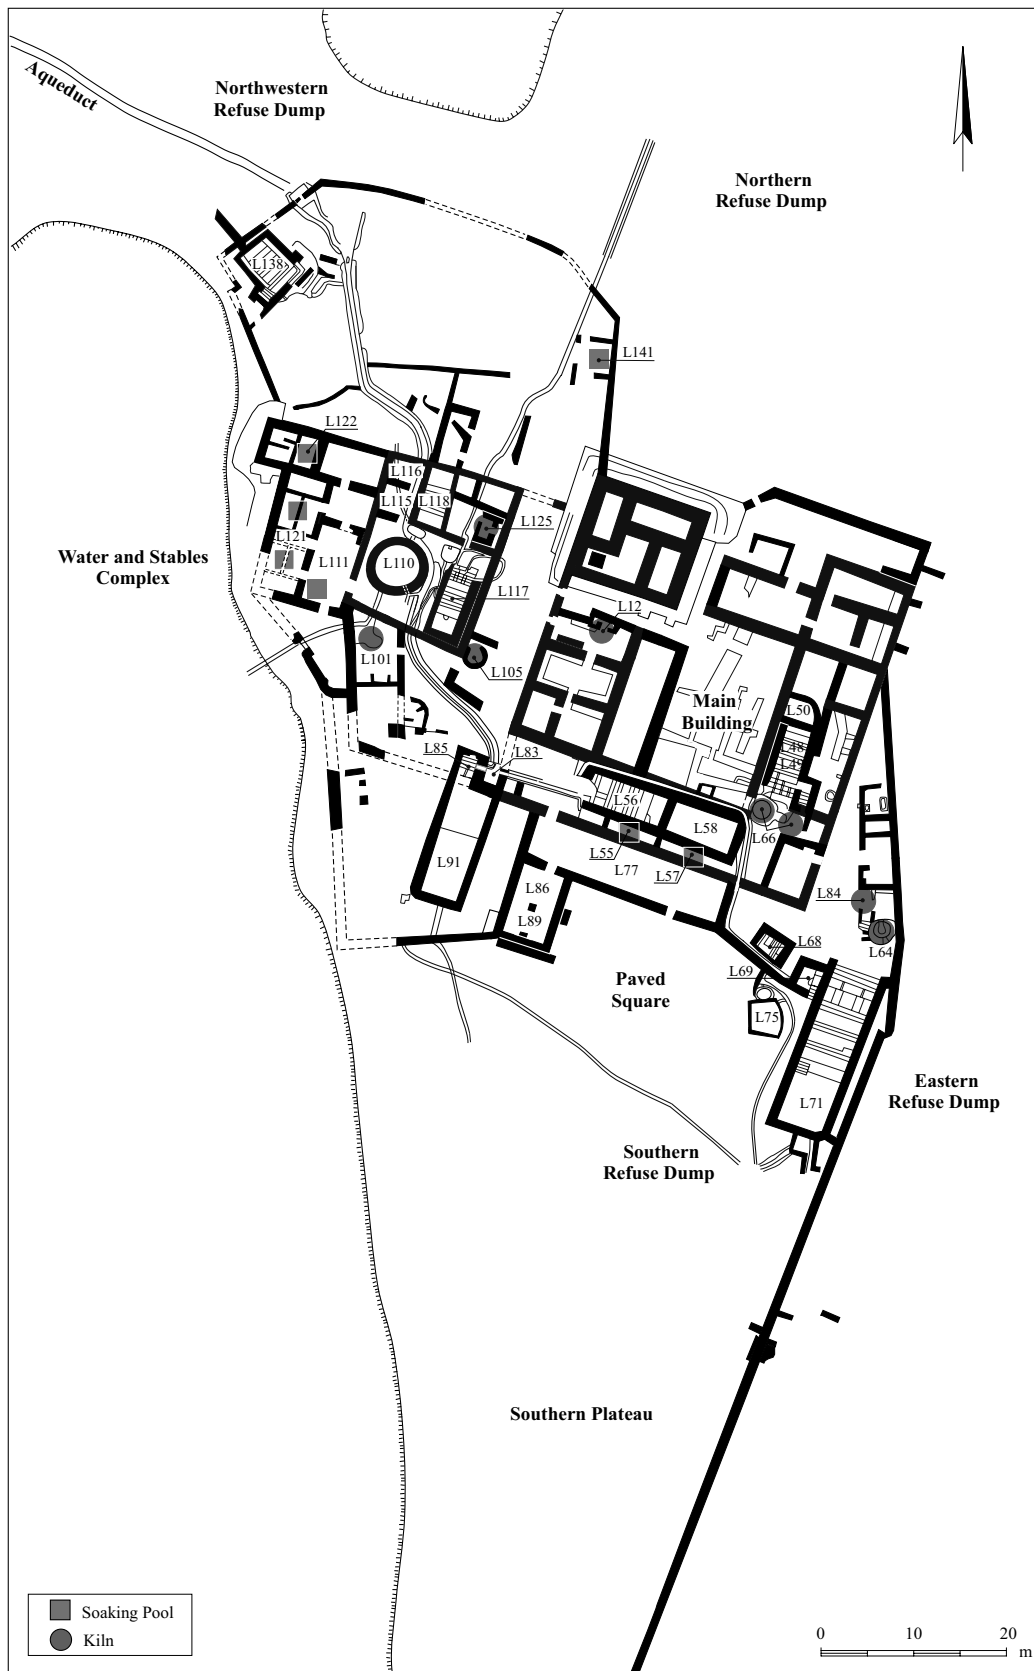 Aqueduct
Northwestern
Refuse Dump
Northern
Refuse Dump
L138
L141
L122
L116
L115
L118
L125
L121
L111
L110
Water and Stables
Complex
L117
L12
L101
L105
Main
Building
L50
L48
L49
L85
L83
L56
L58
L66
L55
L57
L77
L91
L86
L89
L84
L64
L68
L69
Paved
Square
L75
L71
Eastern
Refuse Dump
Southern
Refuse Dump
Southern Plateau
Soaking Pool
Kiln
0 10 20
m